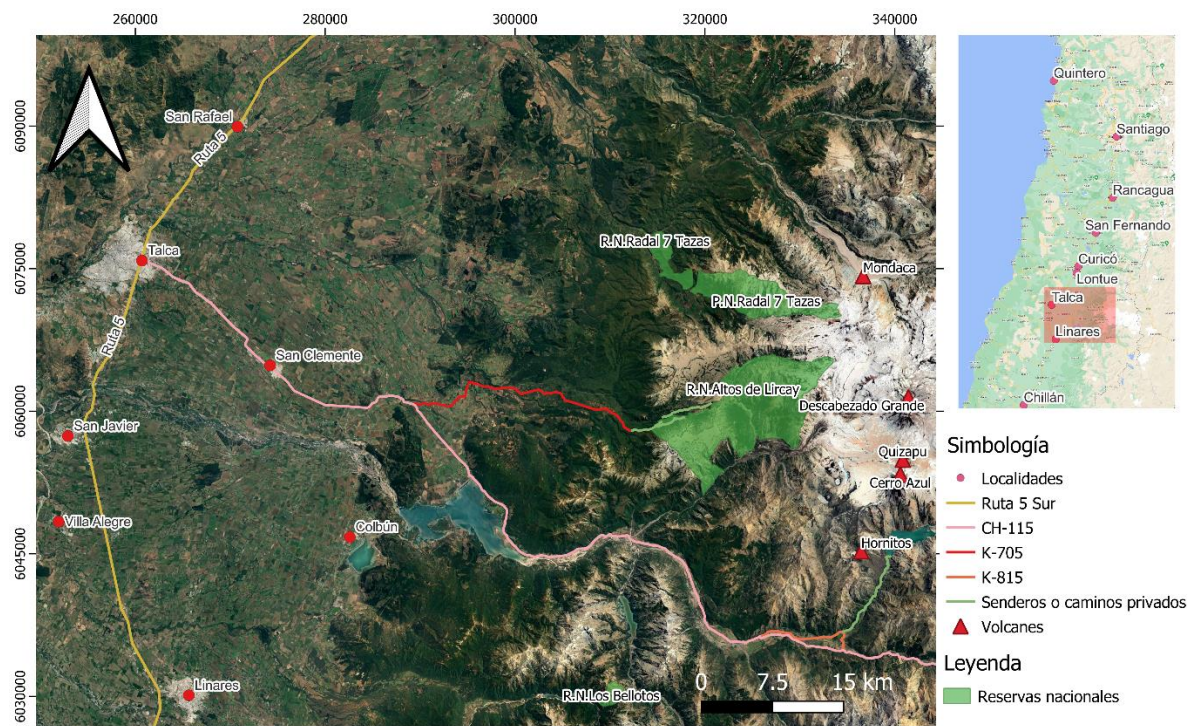 260000
280000
300000
320000
340000
6090000
6075000
6060000
6045000
6030000
San Rafael
Ruta 5
Talca
Ruta 5
San Clemente
San Javier
Villa Alegre
Colbún
Linares
R.N.Radal 7 Tazas
P.N.Radal 7 Tazas
Mondaca
R.N.Altos de Lircay
Descabezado Grande
Quizapu
Cerro Azul
Hornitos
R.N.Los Bellotos
0 7.5 15 km
Quintero
Santiago
Rancagua
San Fernando
Curicó
Lontue
Talca
Linares
Chillán
Simbología
Localidades
Ruta 5 Sur
CH-115
K-705
K-815
Senderos o caminos privados
Volcanes
Leyenda
Reservas nacionales